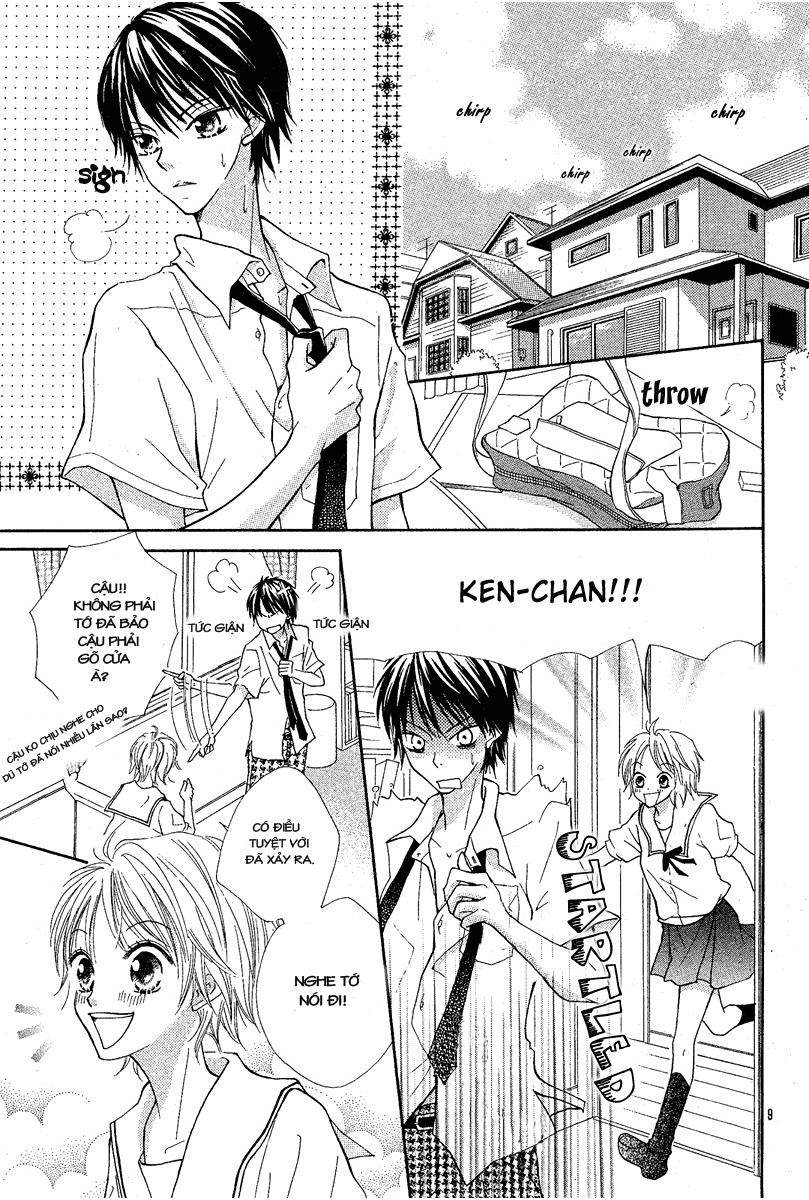 chirp
chirp
chirp
chirp
sign
throw
KEN-CHAN!!!
STARTLED
CẬU!!
KHÔNG PHẢI
TỚ ĐÃ BẢO
CẬU PHẢI
GÕ CỬA
À?
TỨC GIẬN
TỨC GIẬN
CẬU KO CHỊU NGHE CHO
DÙ TỚ ĐÃ NÓI NHIỀU LẦN SAO?
CÓ ĐIỀU
TUYỆT VỜI
ĐÃ XẢY RA.
NGHE TỚ
NÓI ĐI!
9